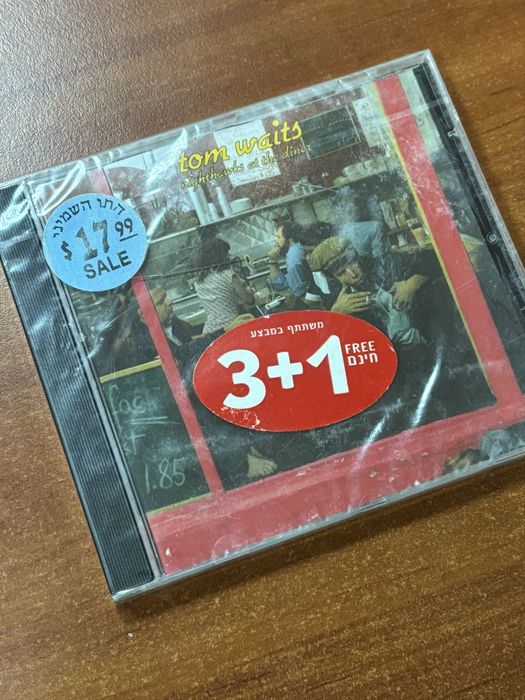 tom waits
nighthawks at the diner
התו השמיני
$17.99
SALE
משתתף במבצע
3+1
FREE
חינם
1.85